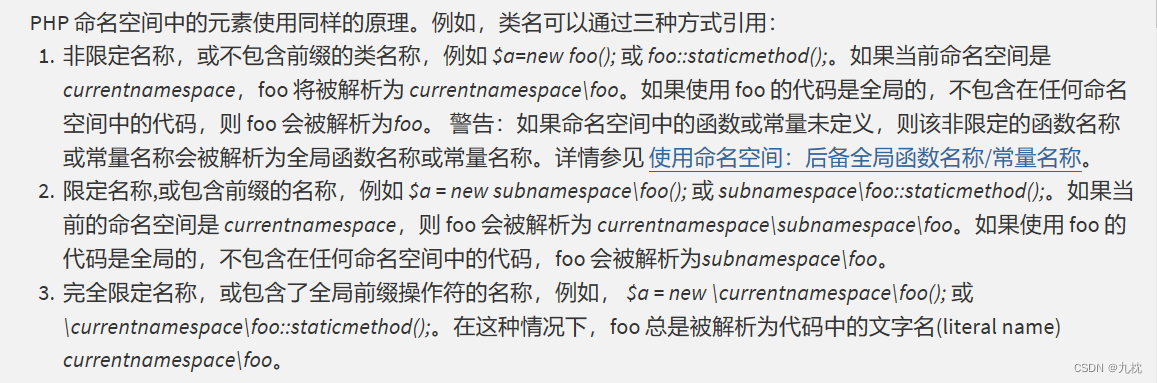 PHP 命名空间中的元素使用同样的原理。例如，类名可以通过三种方式引用：
1. 非限定名称，或不包含前缀的类名称，例如 $a=new foo(); 或 foo::staticmethod();。如果当前命名空间是
currentnamespace，foo 将被解析为 currentnamespace\foo。如果使用 foo 的代码是全局的，不包含在任何命名
空间中的代码，则 foo 会被解析为foo。 警告：如果命名空间中的函数或常量未定义，则该非限定的函数名称
或常量名称会被解析为全局函数名称或常量名称。详情参见 使用命名空间：后备全局函数名称/常量名称。
2. 限定名称,或包含前缀的名称，例如 $a = new subnamespace\foo(); 或 subnamespace\foo::staticmethod();。如果当
前的命名空间是 currentnamespace，则 foo 会被解析为 currentnamespace\subnamespace\foo。如果使用 foo 的
代码是全局的，不包含在任何命名空间中的代码，foo 会被解析为subnamespace\foo。
3. 完全限定名称，或包含了全局前缀操作符的名称，例如， $a = new \currentnamespace\foo(); 或
\currentnamespace\foo::staticmethod();。在这种情况下，foo 总是被解析为代码中的文字名(literal name)
currentnamespace\foo。
CSDN @九枕